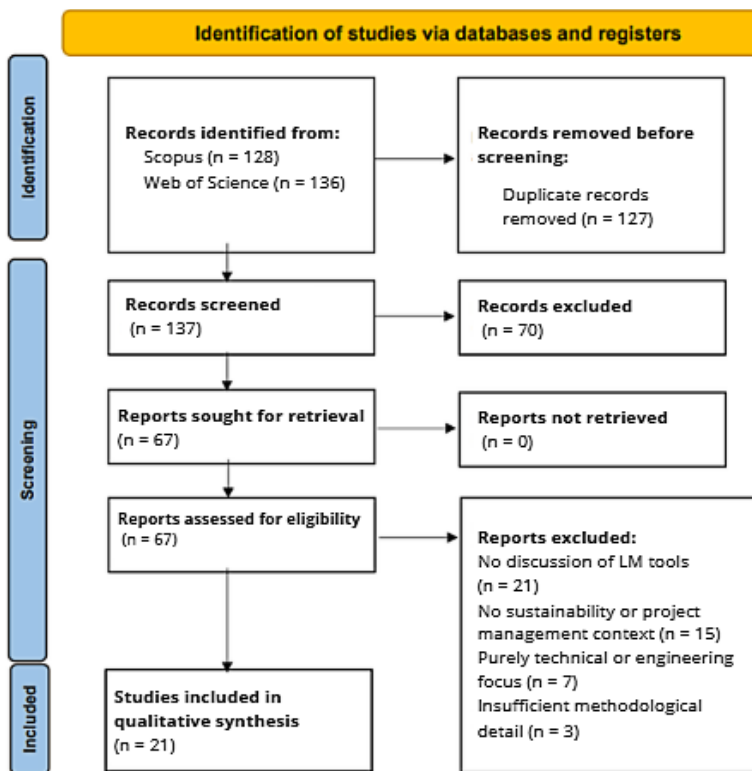 Identification of studies via databases and registers
Identification
Records identified from:
Scopus (n = 128)
Web of Science (n = 136)
Records removed before
screening:
Duplicate records
removed (n = 127)
Screening
Records screened
(n = 137)
Records excluded
(n = 70)
Reports sought for retrieval
(n = 67)
Reports not retrieved
(n = 0)
Reports assessed for eligibility
(n = 67)
Reports excluded:
No discussion of LM tools
(n = 21)
No sustainability or project
management context (n = 15)
Purely technical or engineering
focus (n = 7)
Insufficient methodological
detail (n = 3)
Included
Studies included in
qualitative synthesis
(n = 21)